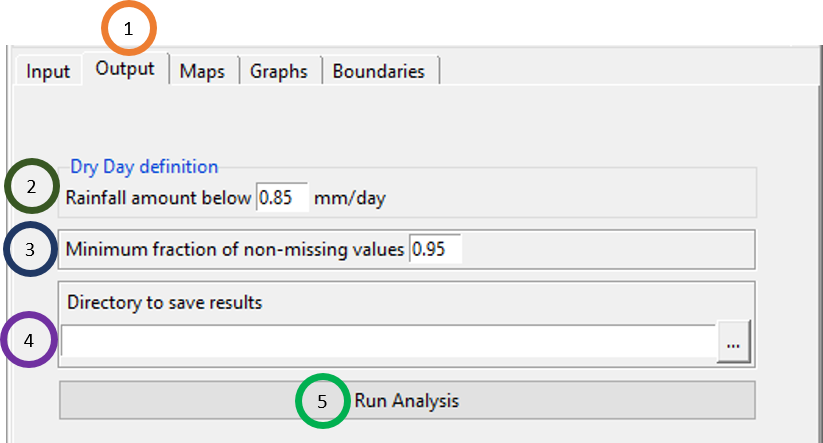 1
Input Output Maps Graphs Boundaries
Dry Day definition
2 Rainfall amount below 0.85 mm/day
3 Minimum fraction of non-missing values 0.95
Directory to save results
4 ...
5 Run Analysis